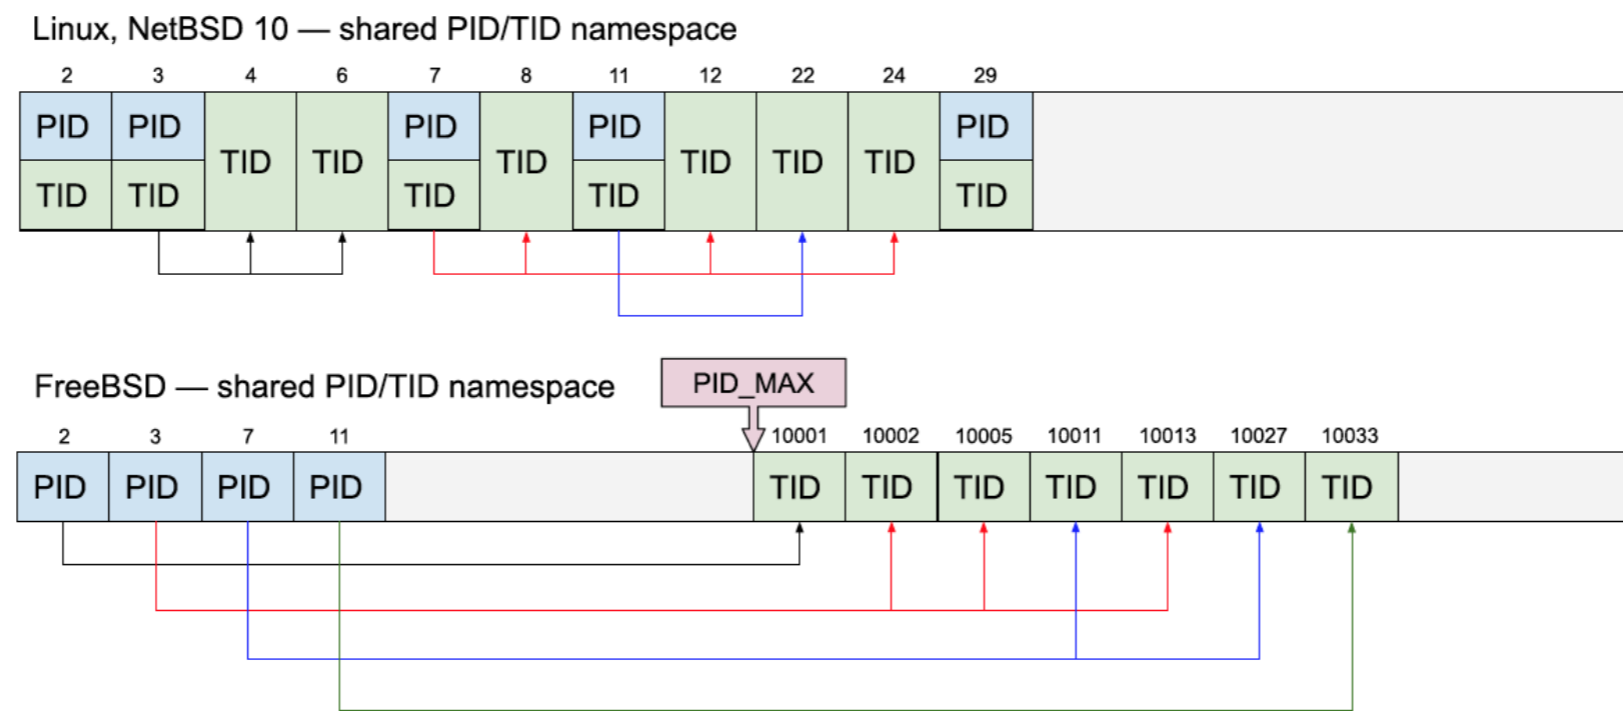 Linux, NetBSD 10 — shared PID/TID namespace
2 3 4 6 7 8 11 12 22 24 29
PID PID PID PID PID
TID TID TID TID TID TID
TID TID TID TID TID
FreeBSD — shared PID/TID namespace
PID_MAX
2 3 7 11 10001 10002 10005 10011 10013 10027 10033
PID PID PID PID TID TID TID TID TID TID TID